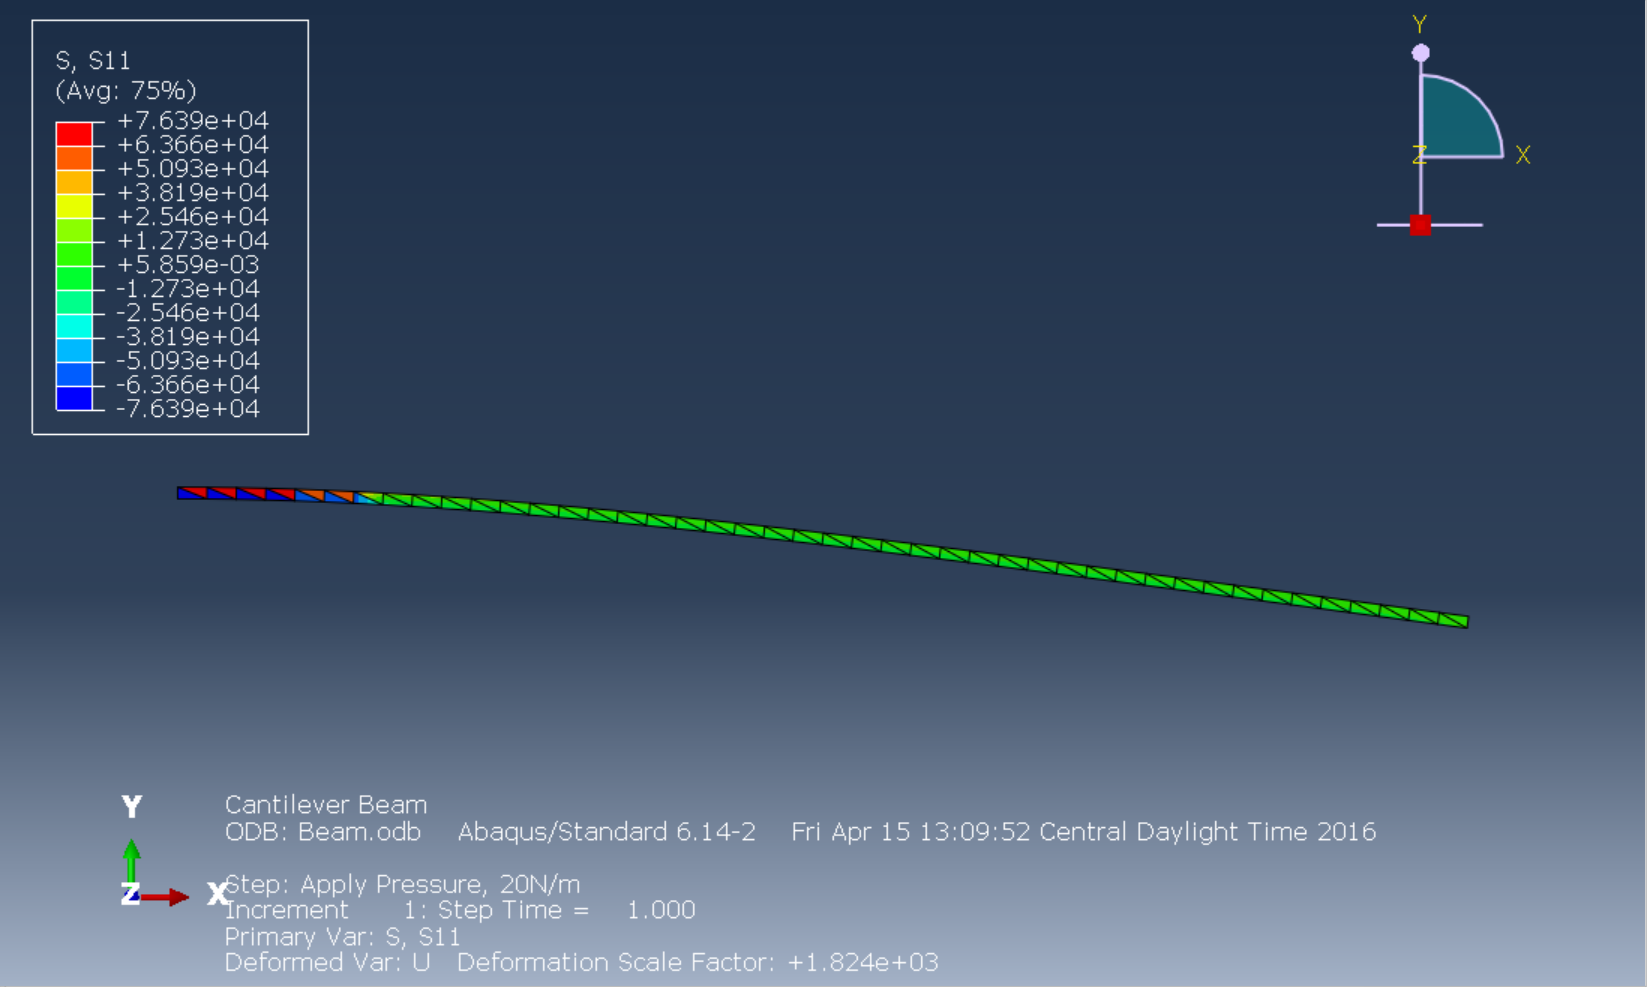 S, S11
(Avg: 75%)
+7.639e+04
+6.366e+04
+5.093e+04
+3.819e+04
+2.546e+04
+1.273e+04
+5.859e-03
-1.273e+04
-2.546e+04
-3.819e+04
-5.093e+04
-6.366e+04
-7.639e+04
Y
Z X
Y
Z X
Cantilever Beam
ODB: Beam.odb Abaqus/Standard 6.14-2 Fri Apr 15 13:09:52 Central Daylight Time 2016
Step: Apply Pressure, 20N/m
Increment 1: Step Time = 1.000
Primary Var: S, S11
Deformed Var: U Deformation Scale Factor: +1.824e+03